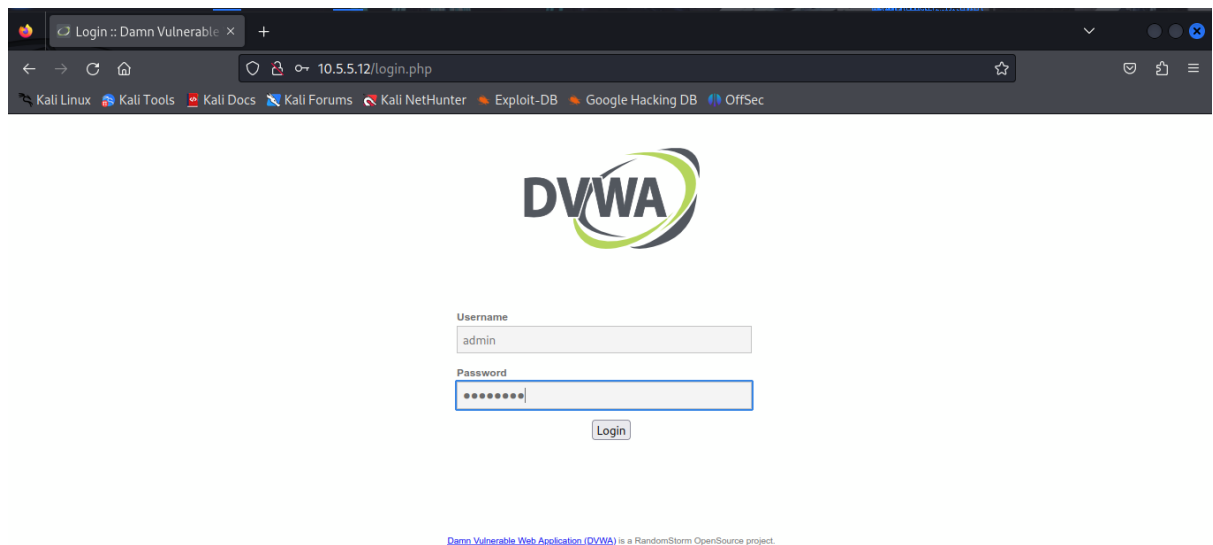 Login :: Damn Vulnerable
10.5.5.12/login.php
Kali Linux Kali Tools Kali Docs Kali Forums Kali NetHunter Exploit-DB Google Hacking DB OffSec
DVWA
Username
admin
Password
••••••••
Login
Damn Vulnerable Web Application (DVWA) is a RandomStorm OpenSource project.